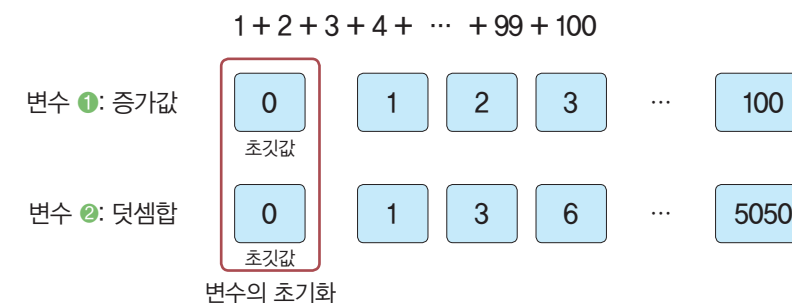 1 + 2 + 3 + 4 + ⋯ + 99 + 100
변수 ❶: 증가값 0 1 2 3 ⋯ 100
초깃값
변수 ❷: 덧셈합 0 1 3 6 ⋯ 5050
초깃값
변수의 초기화